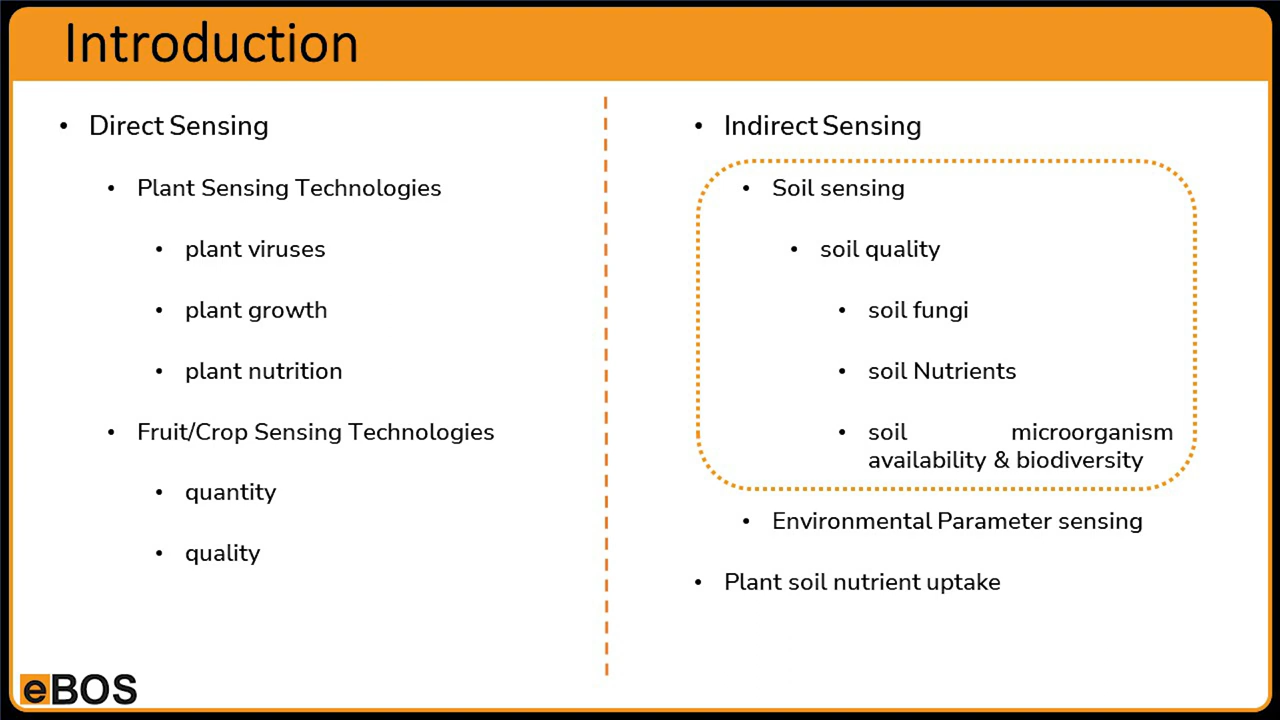 Introduction
• Direct Sensing
• Plant Sensing Technologies
• plant viruses
• plant growth
• plant nutrition
• Fruit/Crop Sensing Technologies
• quantity
• quality
• Indirect Sensing
• Soil sensing
• soil quality
• soil fungi
• soil Nutrients
• soil microorganism
availability & biodiversity
• Environmental Parameter sensing
• Plant soil nutrient uptake
eBOS